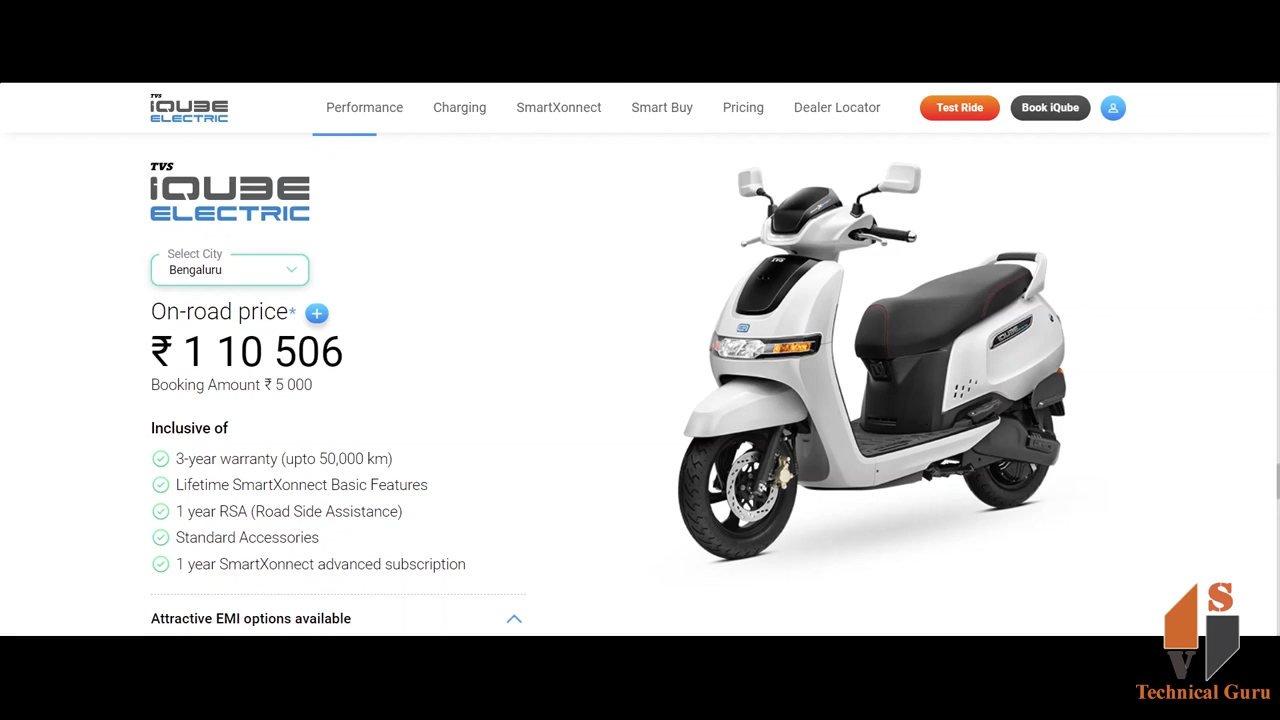 TVS
iQUBE
ELECTRIC
Performance
Charging
SmartXonnect
Smart Buy
Pricing
Dealer Locator
Test Ride
Book iQube
TVS
iQUBE
ELECTRIC
Select City
Bengaluru
On-road price*
+
₹ 1 10 506
Booking Amount ₹ 5 000
Inclusive of
3-year warranty (upto 50,000 km)
Lifetime SmartXonnect Basic Features
1 year RSA (Road Side Assistance)
Standard Accessories
1 year SmartXonnect advanced subscription
Attractive EMI options available
TVS
iQUBE
S
V
Technical Guru